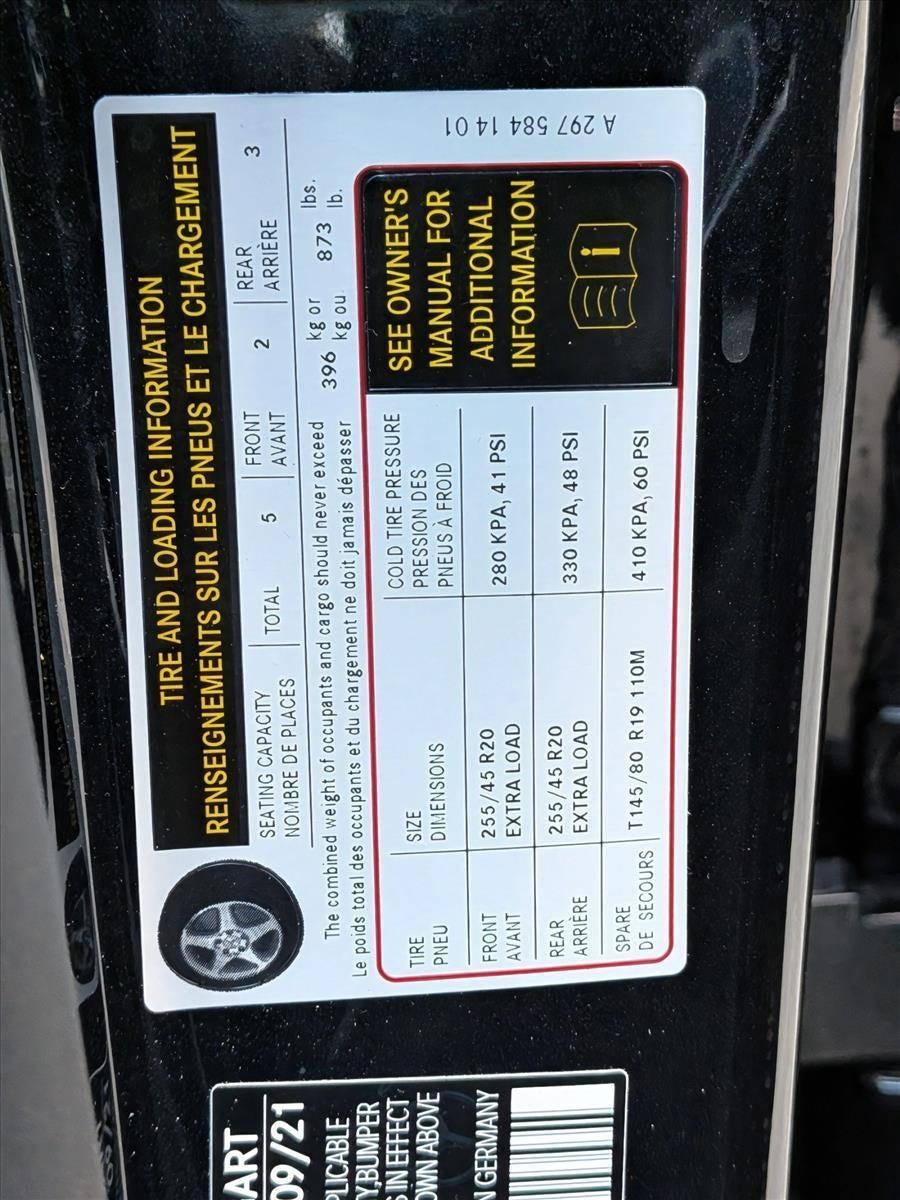 TIRE AND LOADING INFORMATION
RENSEIGNEMENTS SUR LES PNEUS ET LE CHARGEMENT
SEATING CAPACITY TOTAL 5 FRONT 2 REAR 3
NOMBRE DE PLACES AVANT ARRIÈRE
The combined weight of occupants and cargo should never exceed 396 kg or 873 lbs.
Le poids total des occupants et du chargement ne doit jamais dépasser kg ou lb.
TIRE SIZE COLD TIRE PRESSURE
PNEU DIMENSIONS PRESSION DES
PNEUS À FROID
FRONT 255/45 R20 280 KPA, 41 PSI
AVANT EXTRA LOAD
REAR 255/45 R20 330 KPA, 48 PSI
ARRIÈRE EXTRA LOAD
SPARE T145/80 R19 110M 410 KPA, 60 PSI
DE SECOURS
SEE OWNER'S
MANUAL FOR
ADDITIONAL
INFORMATION
A 297 584 14 01
ART
09/21
PLICABLE
Y,BUMPER
S IN EFFECT
OWN ABOVE
N GERMANY